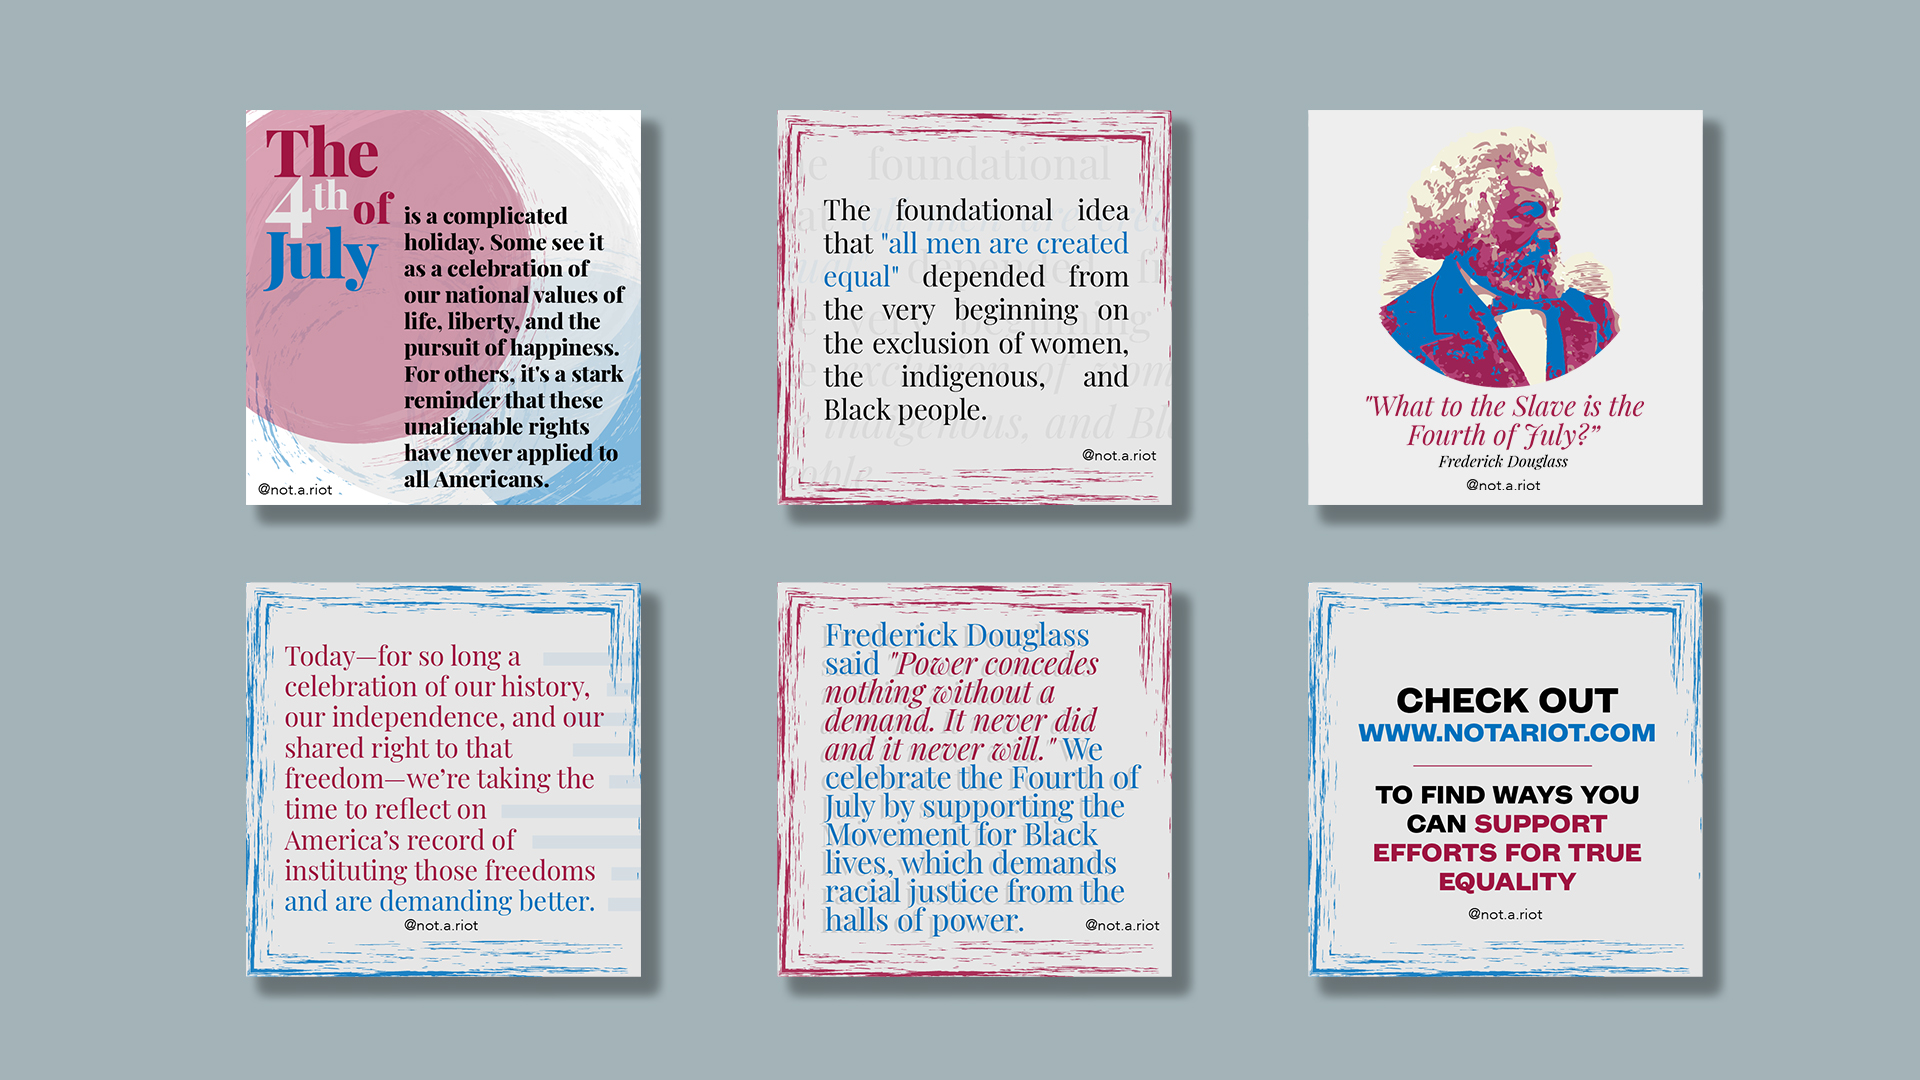 The
4th of
July
is a complicated
holiday. Some see it
as a celebration of
our national values of
life, liberty, and the
pursuit of happiness.
For others, it's a stark
reminder that these
unalienable rights
have never applied to
all Americans.
@not.a.riot
The foundational idea
that "all men are created
equal" depended from
the very beginning on
the exclusion of women,
the indigenous, and
Black people.
@not.a.riot
"What to the Slave is the
Fourth of July?”
Frederick Douglass
@not.a.riot
Today—for so long a
celebration of our history,
our independence, and our
shared right to that
freedom—we’re taking the
time to reflect on
America’s record of
instituting those freedoms
and are demanding better.
@not.a.riot
Frederick Douglass
said "Power concedes
nothing without a
demand. It never did
and it never will." We
celebrate the Fourth of
July by supporting the
Movement for Black
lives, which demands
racial justice from the
halls of power.
@not.a.riot
CHECK OUT
WWW.NOTARIOT.COM
TO FIND WAYS YOU
CAN SUPPORT
EFFORTS FOR TRUE
EQUALITY
@not.a.riot